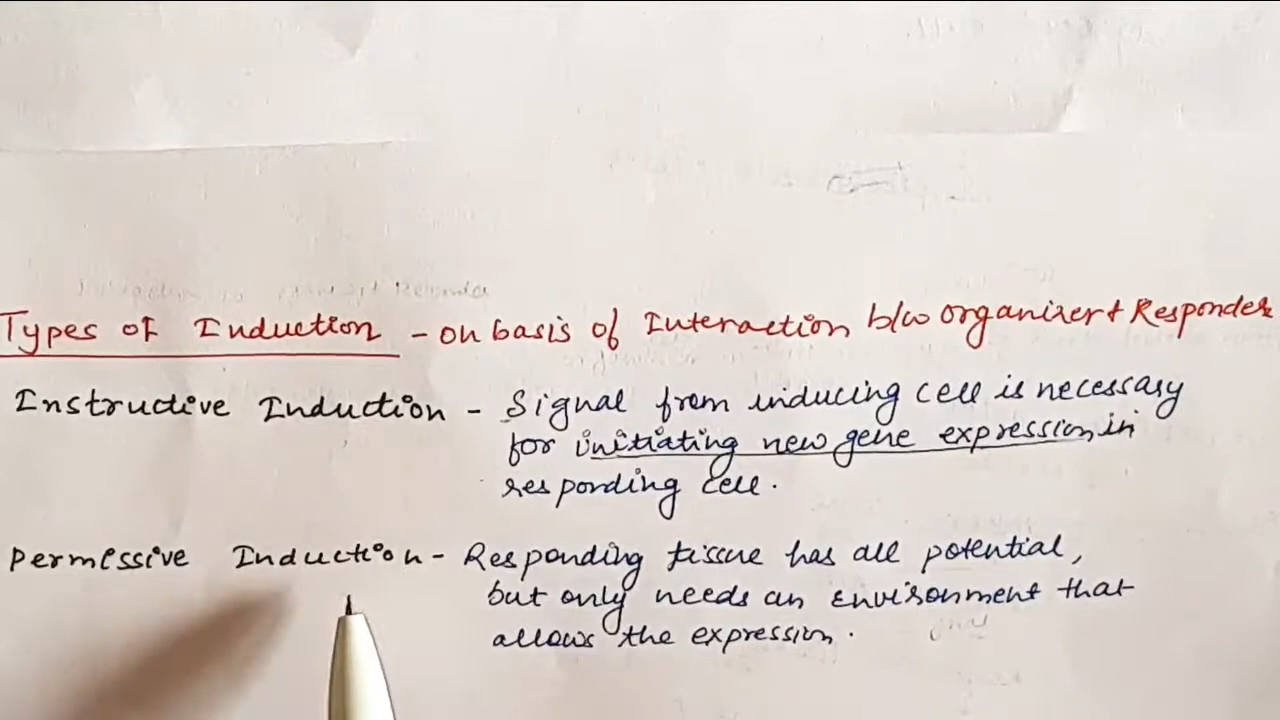 Types of Induction - on basis of Interaction b/w organizer & Responder
Instructive Induction - Signal from inducing cell is necessary
for initiating new gene expression in
responding cell.
Permissive Induction - Responding tissue has all potential,
but only needs an environment that
allows the expression.